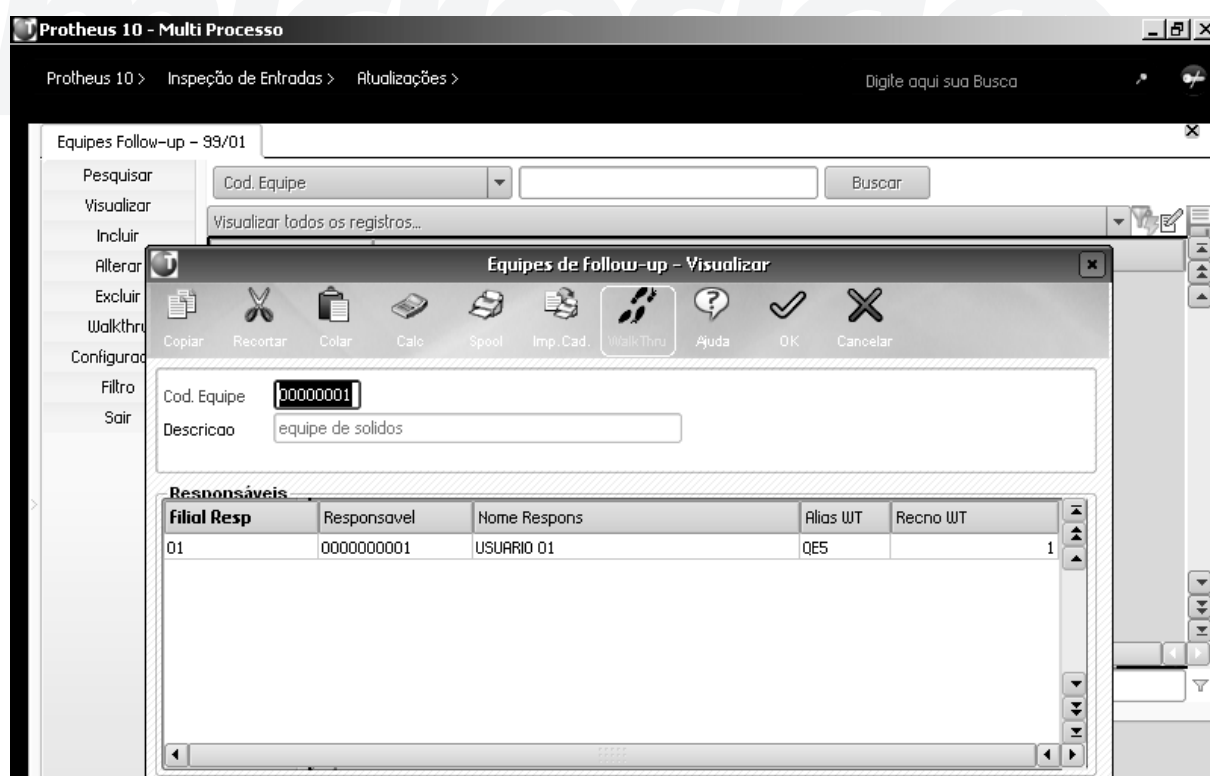 Protheus 10 - Multi Processo
Protheus 10 > Inspeção de Entradas > Atualizações > Digite aqui sua Busca
Equipes Follow-up - 99/01
Pesquisar
Cod. Equipe Buscar
Visualizar
Visualizar todos os registros...
Incluir
Alterar
Equipes de Follow-up - Visualizar
Excluir
Walkthru
Copiar Recortar Colar Calc Spool Imp.Cad. WalkThru Ajuda OK Cancelar
Configurad
Filtro
Cod. Equipe 00000001
Sair
Descricao equipe de solidos
Responsáveis
Filial Resp Responsavel Nome Respons Alias WT Recno WT
01 0000000001 USUARIO 01 QE5 1